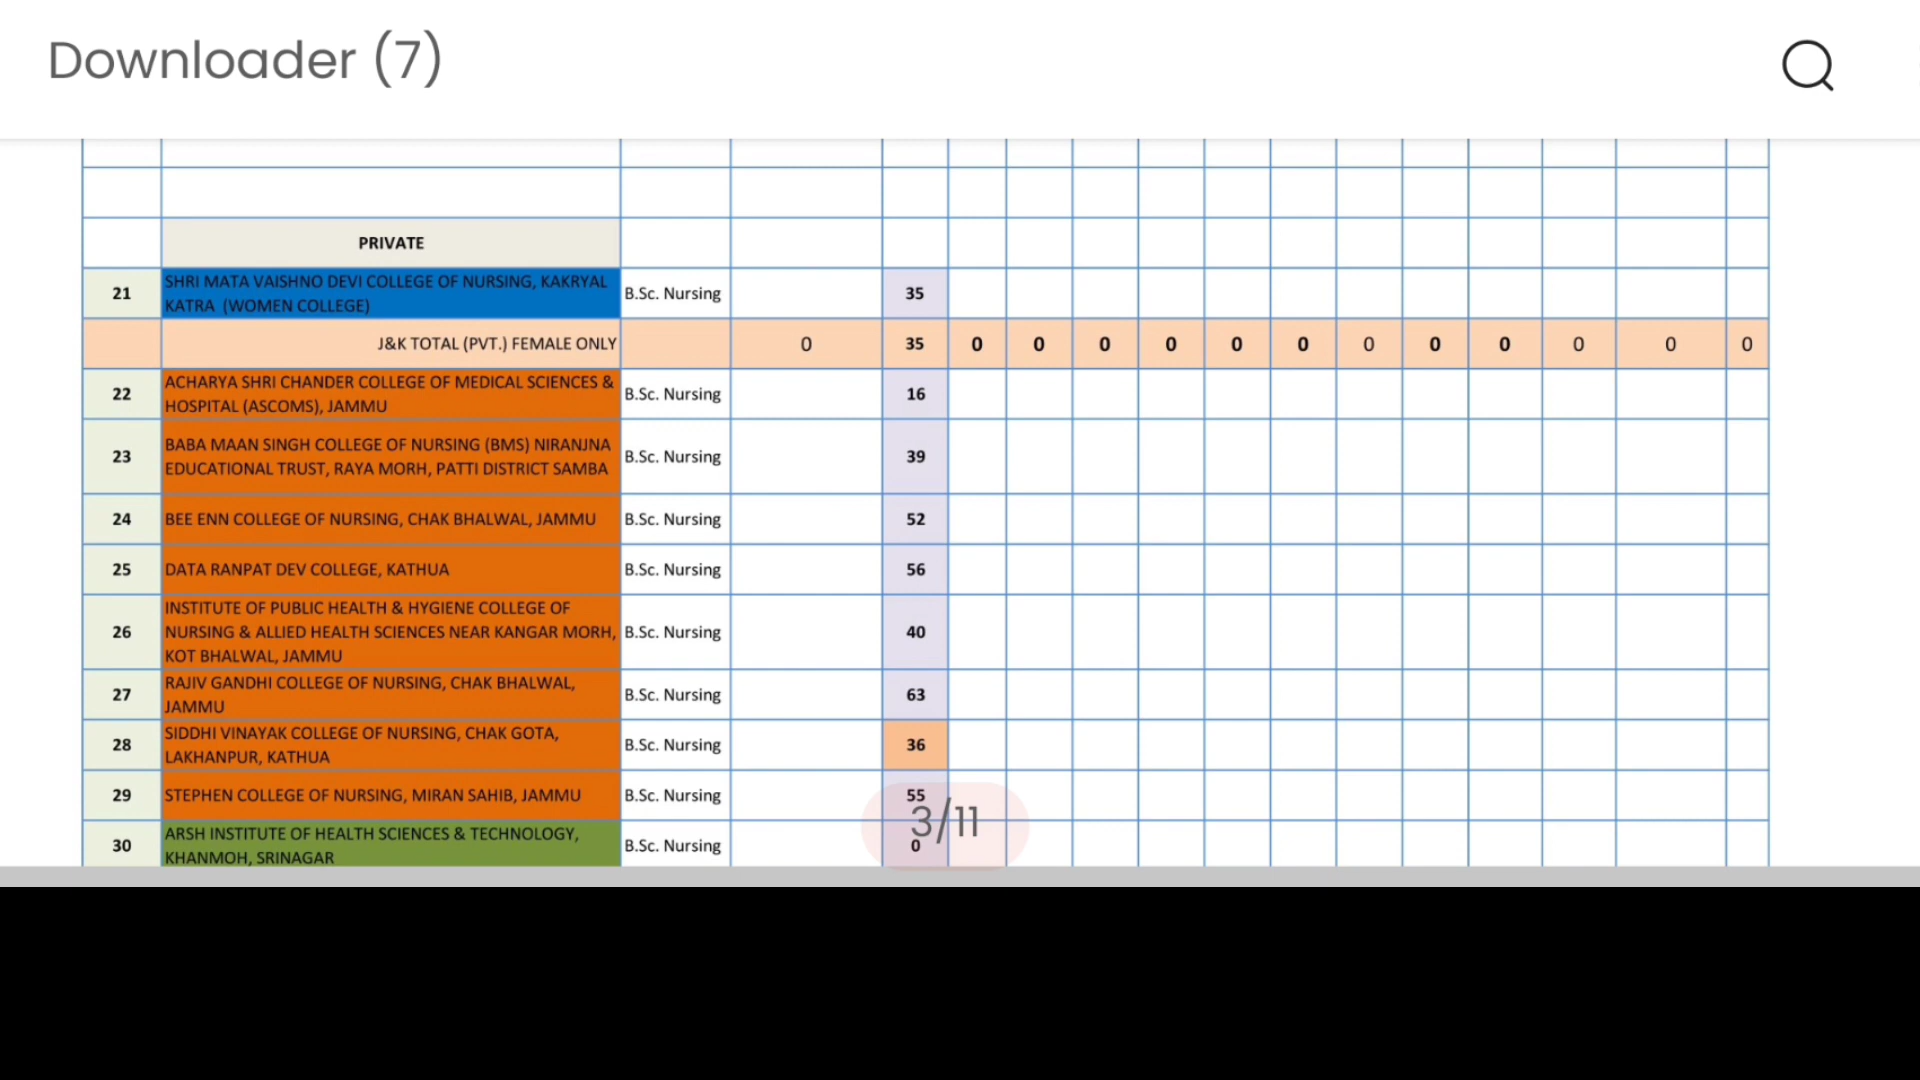 Downloader (7)
PRIVATE
21 SHRI MATA VAISHNO DEVI COLLEGE OF NURSING, KAKRYAL KATRA (WOMEN COLLEGE) B.Sc. Nursing 35
J&K TOTAL (PVT.) FEMALE ONLY 0 35 0 0 0 0 0 0 0 0 0 0 0 0
22 ACHARYA SHRI CHANDER COLLEGE OF MEDICAL SCIENCES & HOSPITAL (ASCOMS), JAMMU B.Sc. Nursing 16
23 BABA MAAN SINGH COLLEGE OF NURSING (BMS) NIRANJNA EDUCATIONAL TRUST, RAYA MORH, PATTI DISTRICT SAMBA B.Sc. Nursing 39
24 BEE ENN COLLEGE OF NURSING, CHAK BHALWAL, JAMMU B.Sc. Nursing 52
25 DATA RANPAT DEV COLLEGE, KATHUA B.Sc. Nursing 56
26 INSTITUTE OF PUBLIC HEALTH & HYGIENE COLLEGE OF NURSING & ALLIED HEALTH SCIENCES NEAR KANGAR MORH, KOT BHALWAL, JAMMU B.Sc. Nursing 40
27 RAJIV GANDHI COLLEGE OF NURSING, CHAK BHALWAL, JAMMU B.Sc. Nursing 63
28 SIDDHI VINAYAK COLLEGE OF NURSING, CHAK GOTA, LAKHANPUR, KATHUA B.Sc. Nursing 36
29 STEPHEN COLLEGE OF NURSING, MIRAN SAHIB, JAMMU B.Sc. Nursing 55
3/11
30 ARSH INSTITUTE OF HEALTH SCIENCES & TECHNOLOGY, KHANMOH, SRINAGAR B.Sc. Nursing 0